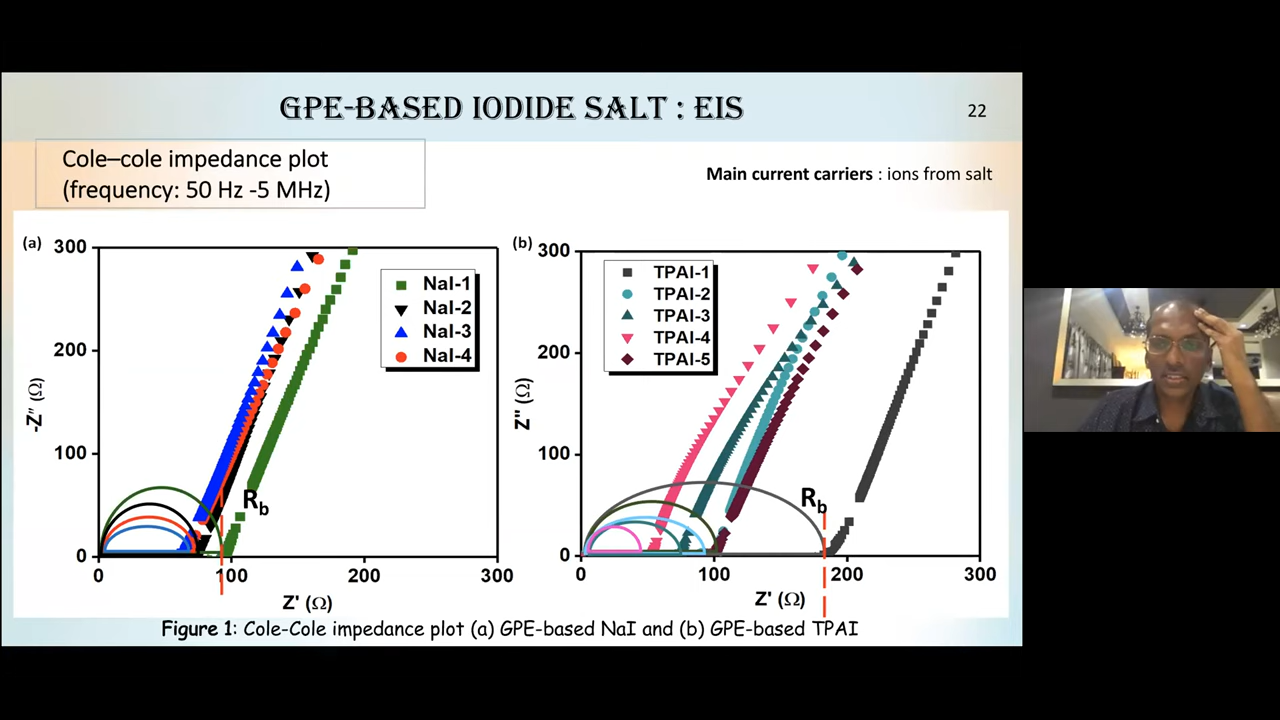 GPE-BASED IODIDE SALT : EIS
22
Cole–cole impedance plot
(frequency: 50 Hz -5 MHz)
Main current carriers : ions from salt
(a)
300
200
100
0
0
100
200
300
-Z″ (Ω)
Z' (Ω)
NaI-1
NaI-2
NaI-3
NaI-4
Rb
(b)
300
200
100
0
0
100
200
300
Z'' (Ω)
Z' (Ω)
TPAI-1
TPAI-2
TPAI-3
TPAI-4
TPAI-5
Rb
Figure 1: Cole-Cole impedance plot (a) GPE-based NaI and (b) GPE-based TPAI